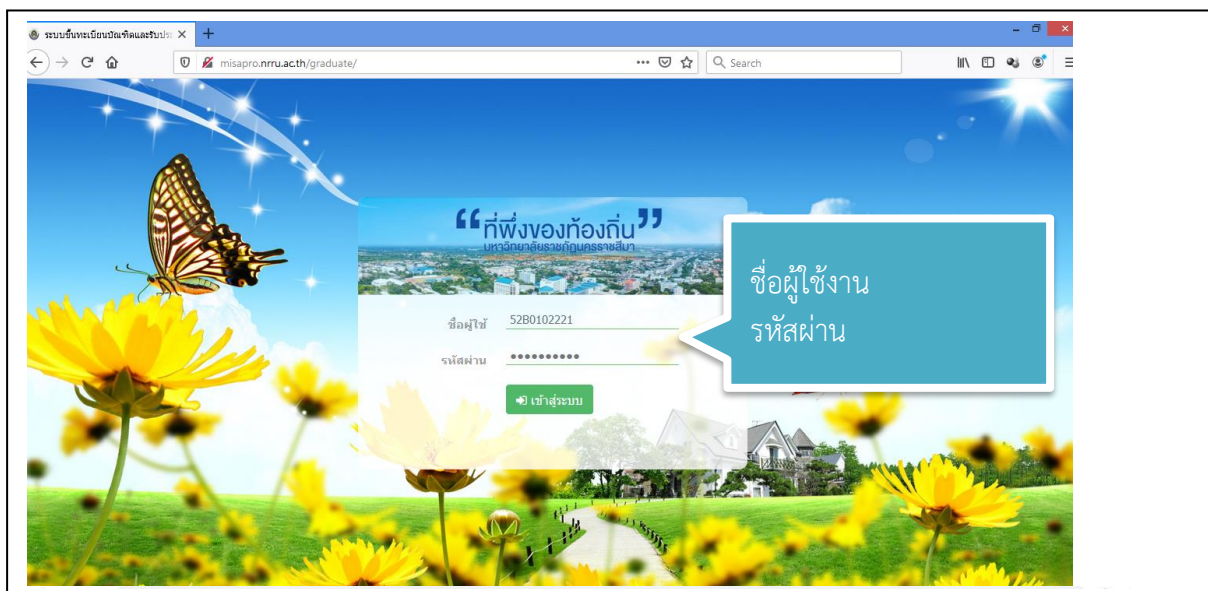 ระบบขึ้นทะเบียนบัณฑิตและรับปร
misapro.nrru.ac.th/graduate/
Search
“ที่พึ่งของท้องถิ่น”
มหาวิทยาลัยราชภัฏนครราชสีมา
ชื่อผู้ใช้ 52B0102221
รหัสผ่าน ••••••••••
เข้าสู่ระบบ
ชื่อผู้ใช้งาน
รหัสผ่าน